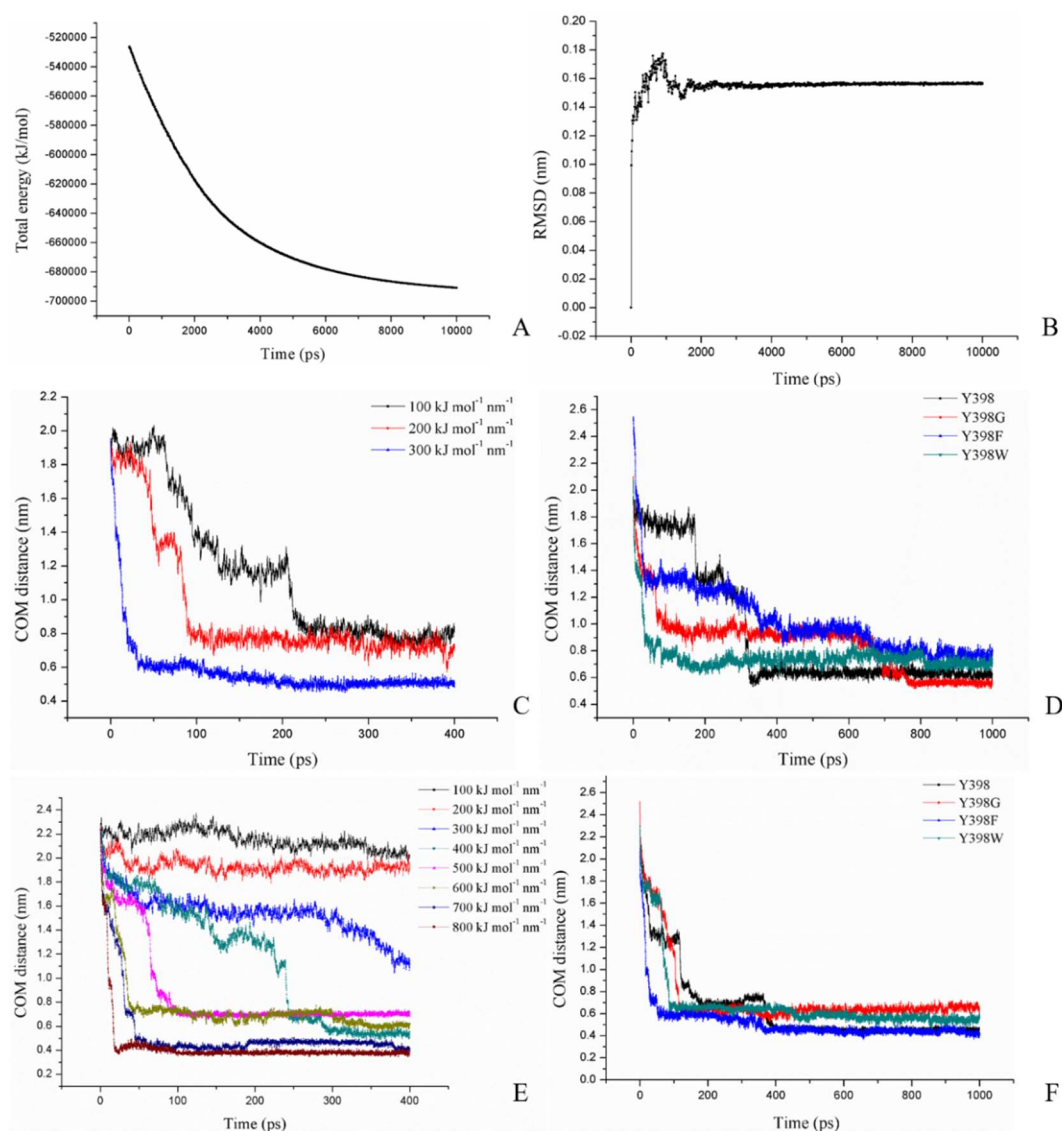 -520000
-540000
-560000
-580000
-600000
-620000
-640000
-660000
-680000
-700000
Total energy (kJ/mol)
0 2000 4000 6000 8000 10000
Time (ps)
A
0.20
0.18
0.16
0.14
0.12
0.10
0.08
0.06
0.04
0.02
0.00
-0.02
RMSD (nm)
0 2000 4000 6000 8000 10000
Time (ps)
B
2.2
2.0
1.8
1.6
1.4
1.2
1.0
0.8
0.6
0.4
COM distance (nm)
100 kJ mol⁻¹ nm⁻¹
200 kJ mol⁻¹ nm⁻¹
300 kJ mol⁻¹ nm⁻¹
0 100 200 300 400
Time (ps)
C
2.6
2.4
2.2
2.0
1.8
1.6
1.4
1.2
1.0
0.8
0.6
0.4
COM distance (nm)
Y398
Y398G
Y398F
Y398W
0 200 400 600 800 1000
Time (ps)
D
2.4
2.2
2.0
1.8
1.6
1.4
1.2
1.0
0.8
0.6
0.4
0.2
COM distance (nm)
100 kJ mol⁻¹ nm⁻¹
200 kJ mol⁻¹ nm⁻¹
300 kJ mol⁻¹ nm⁻¹
400 kJ mol⁻¹ nm⁻¹
500 kJ mol⁻¹ nm⁻¹
600 kJ mol⁻¹ nm⁻¹
700 kJ mol⁻¹ nm⁻¹
800 kJ mol⁻¹ nm⁻¹
0 100 200 300 400
Time (ps)
E
2.6
2.4
2.2
2.0
1.8
1.6
1.4
1.2
1.0
0.8
0.6
0.4
0.2
0.0
COM distance (nm)
Y398
Y398G
Y398F
Y398W
0 200 400 600 800 1000
Time (ps)
F